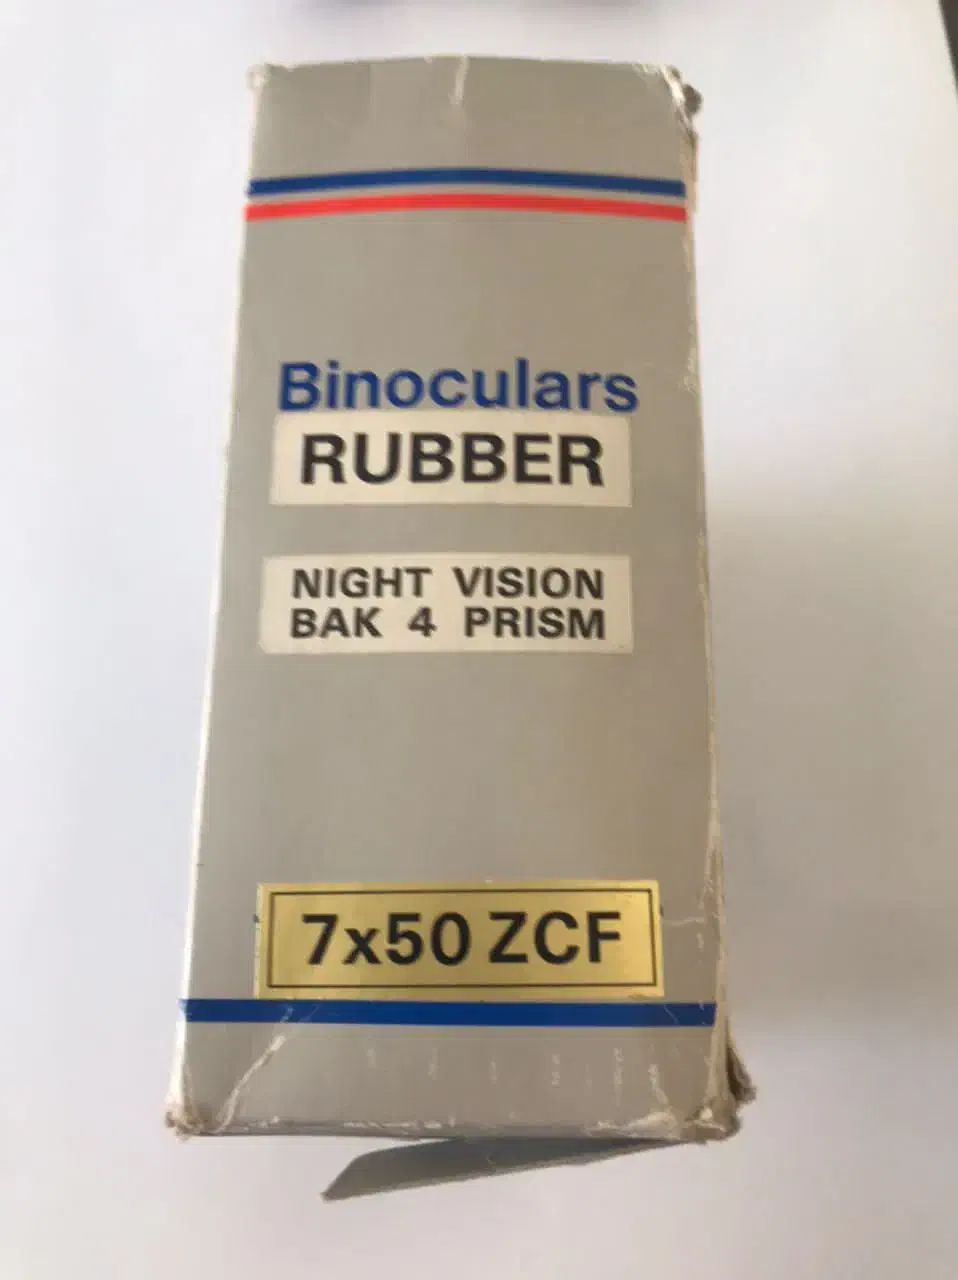 Binoculars
RUBBER
NIGHT VISION
BAK 4 PRISM
7x50 ZCF